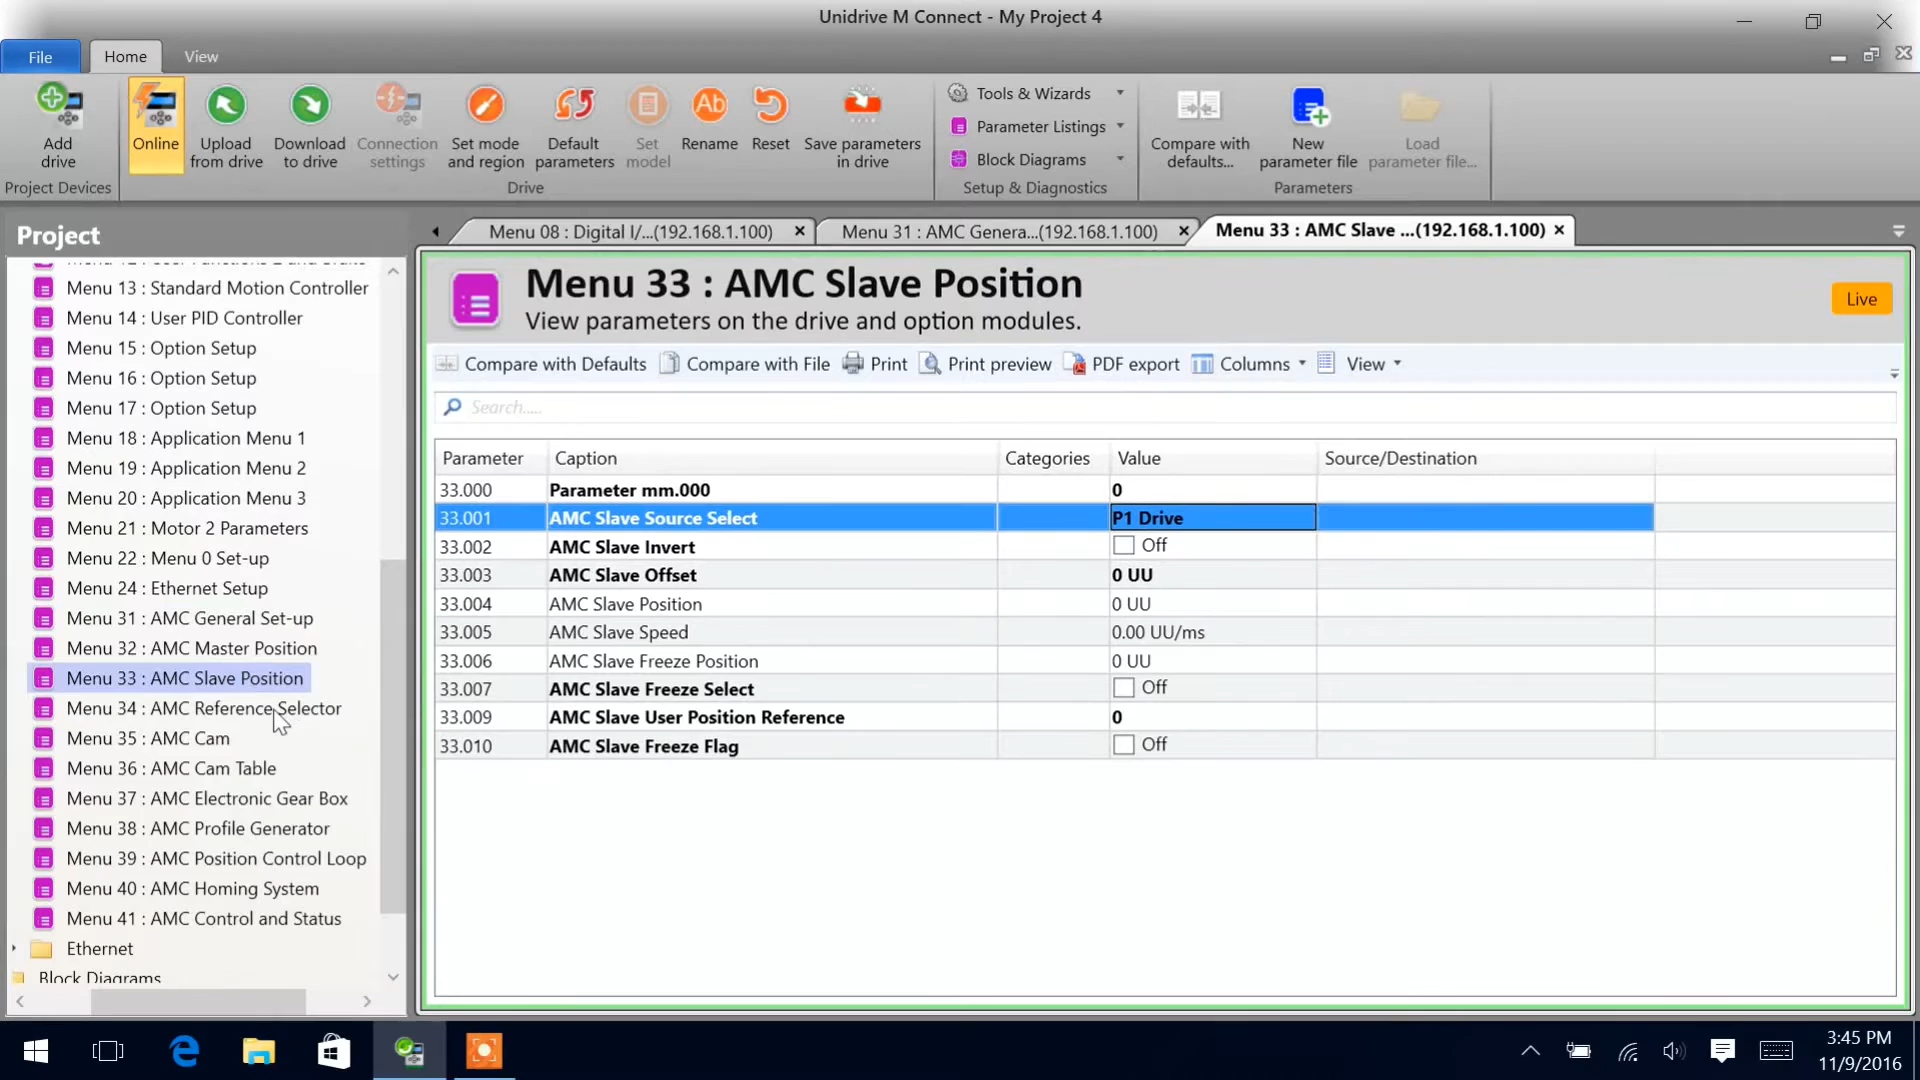 Unidrive M Connect - My Project 4
File
Home
View
Add drive
Online
Upload from drive
Download to drive
Connection settings
Set mode and region
Default parameters
Set model
Rename
Reset
Save parameters in drive
Tools & Wizards
Parameter Listings
Block Diagrams
Compare with defaults...
New parameter file
Load parameter file...
Project Devices
Drive
Setup & Diagnostics
Parameters
Project
Menu 13 : Standard Motion Controller
Menu 14 : User PID Controller
Menu 15 : Option Setup
Menu 16 : Option Setup
Menu 17 : Option Setup
Menu 18 : Application Menu 1
Menu 19 : Application Menu 2
Menu 20 : Application Menu 3
Menu 21 : Motor 2 Parameters
Menu 22 : Menu 0 Set-up
Menu 24 : Ethernet Setup
Menu 31 : AMC General Set-up
Menu 32 : AMC Master Position
Menu 33 : AMC Slave Position
Menu 34 : AMC Reference Selector
Menu 35 : AMC Cam
Menu 36 : AMC Cam Table
Menu 37 : AMC Electronic Gear Box
Menu 38 : AMC Profile Generator
Menu 39 : AMC Position Control Loop
Menu 40 : AMC Homing System
Menu 41 : AMC Control and Status
Ethernet
Block Diagrams
Menu 08 : Digital I/...(192.168.1.100)
Menu 31 : AMC Genera...(192.168.1.100)
Menu 33 : AMC Slave ...(192.168.1.100)
Menu 33 : AMC Slave Position
View parameters on the drive and option modules.
Live
Compare with Defaults
Compare with File
Print
Print preview
PDF export
Columns
View
Search.....
Parameter Caption Categories Value Source/Destination
33.000 Parameter mm.000 0
33.001 AMC Slave Source Select P1 Drive
33.002 AMC Slave Invert Off
33.003 AMC Slave Offset 0 UU
33.004 AMC Slave Position 0 UU
33.005 AMC Slave Speed 0.00 UU/ms
33.006 AMC Slave Freeze Position 0 UU
33.007 AMC Slave Freeze Select Off
33.009 AMC Slave User Position Reference 0
33.010 AMC Slave Freeze Flag Off
3:45 PM
11/9/2016